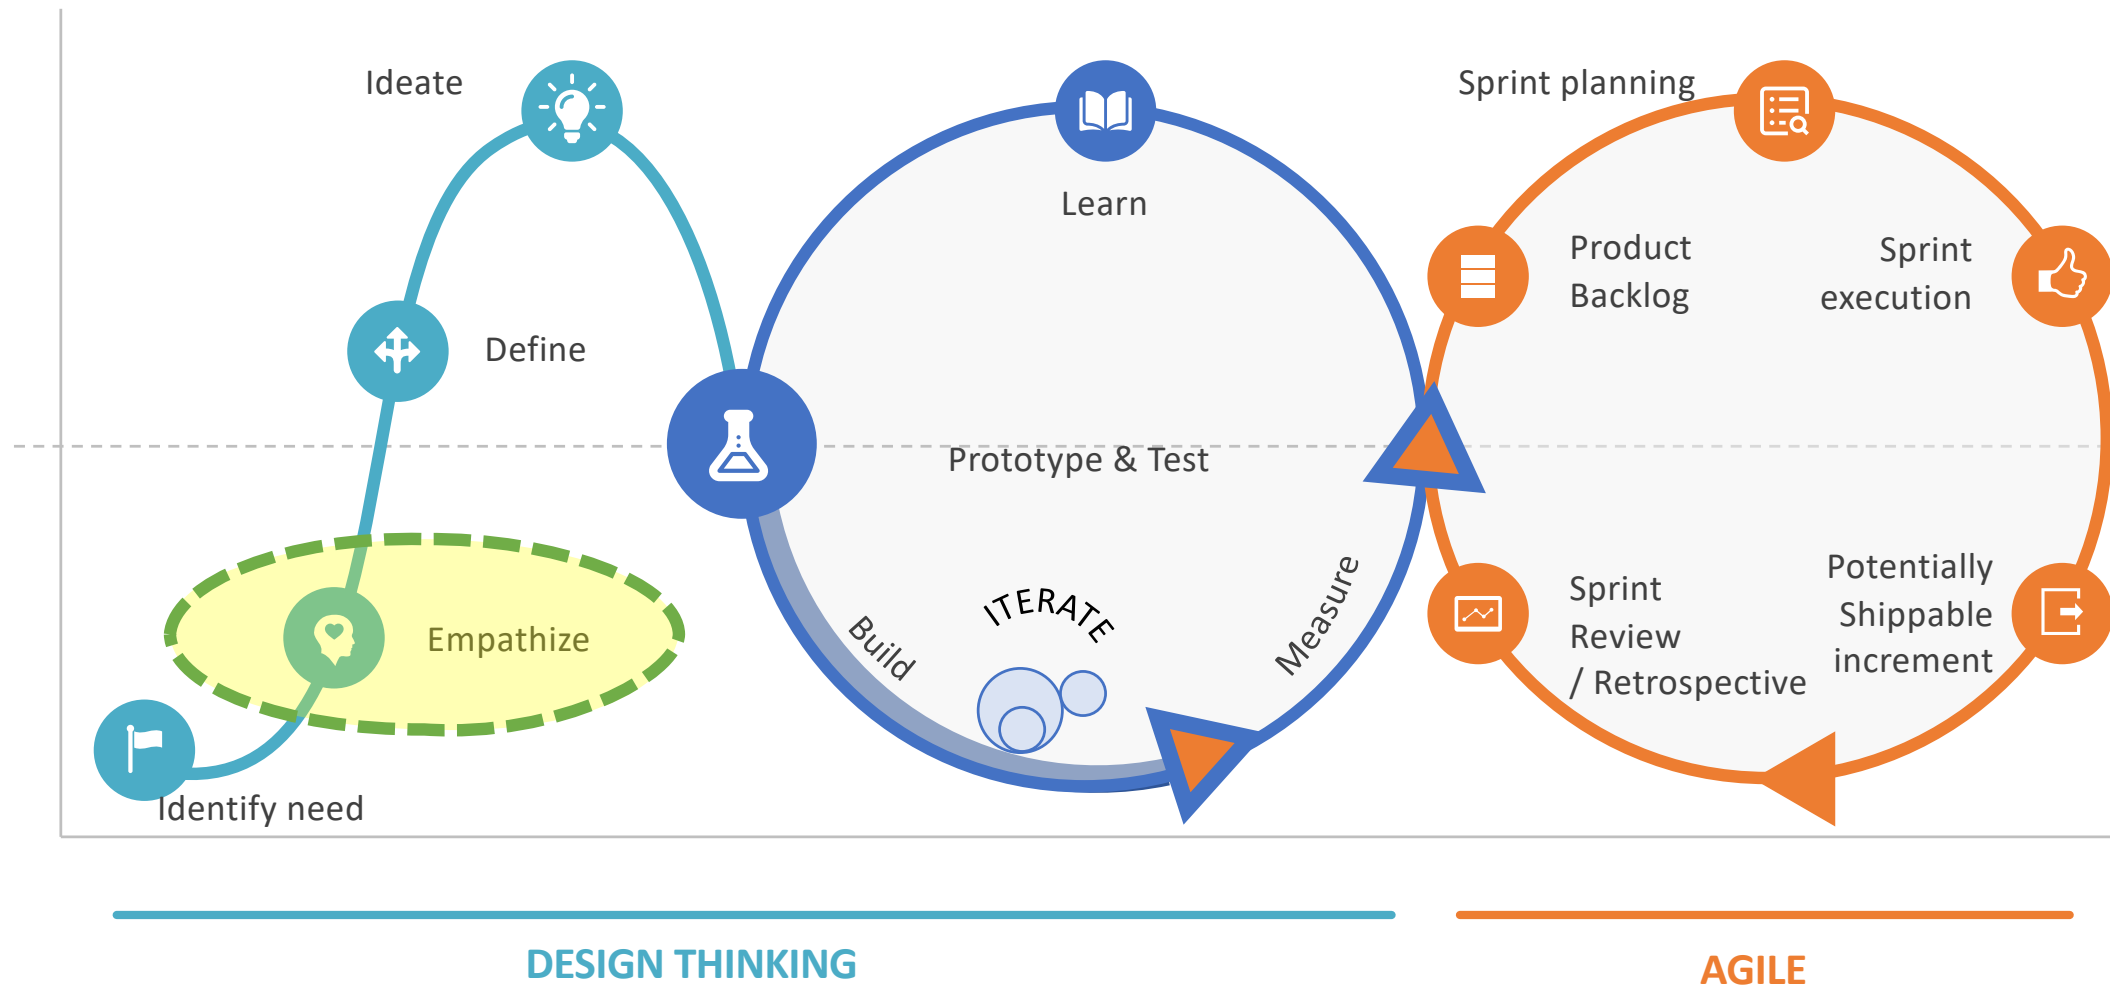 Ideate
Define
Empathize
Identify need
Learn
Prototype & Test
ITERATE
Build
Measure
Sprint planning
Product
Backlog
Sprint
execution
Potentially
Shippable
increment
Sprint
Review
/ Retrospective
DESIGN THINKING
AGILE